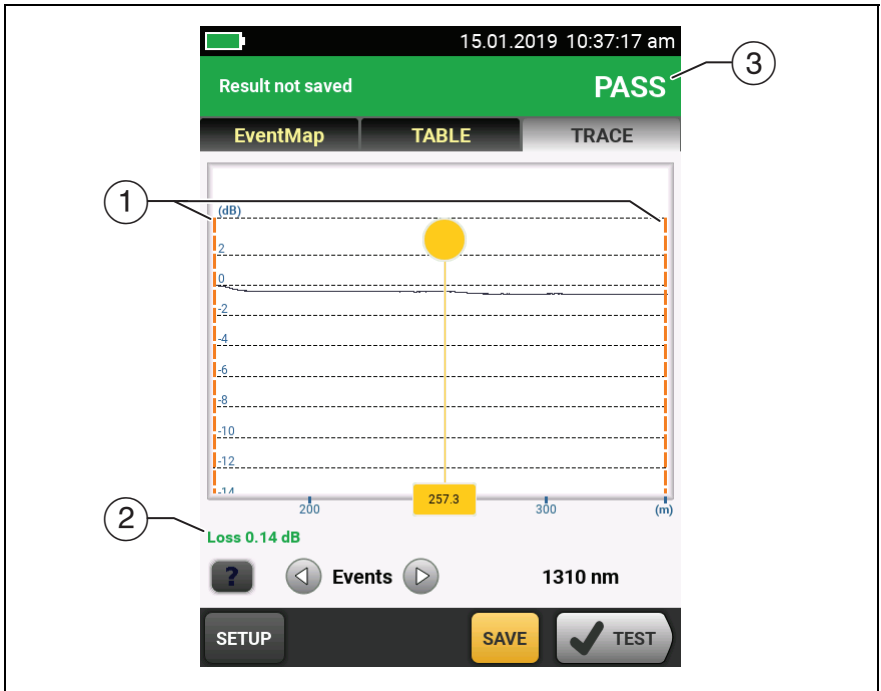 15.01.2019 10:37:17 am
3
Result not saved
PASS
EventMap
TABLE
TRACE
1
(dB)
2
0
-2
-4
-6
-8
-10
-12
-14
200
257.3
300
(m)
2
Loss 0.14 dB
?
Events
1310 nm
SETUP
SAVE
TEST